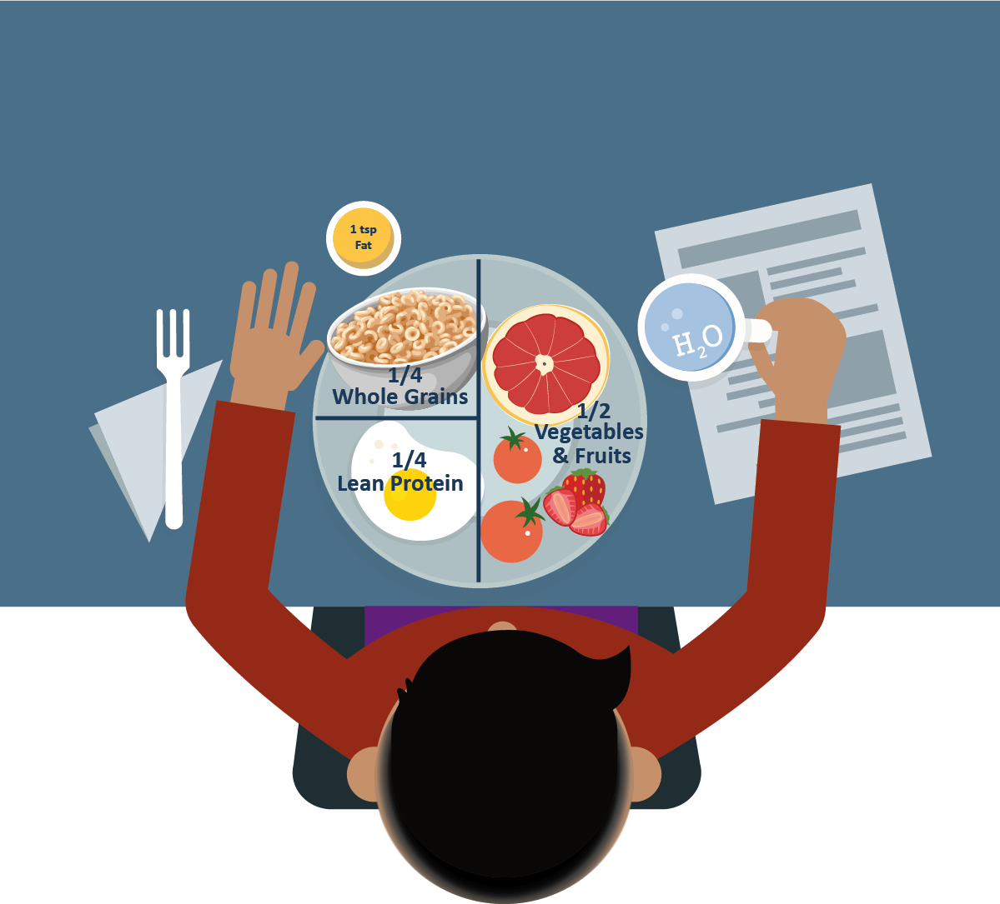 1 tsp
Fat
H₂O
1/4
Whole Grains
1/2
Vegetables
& Fruits
1/4
Lean Protein